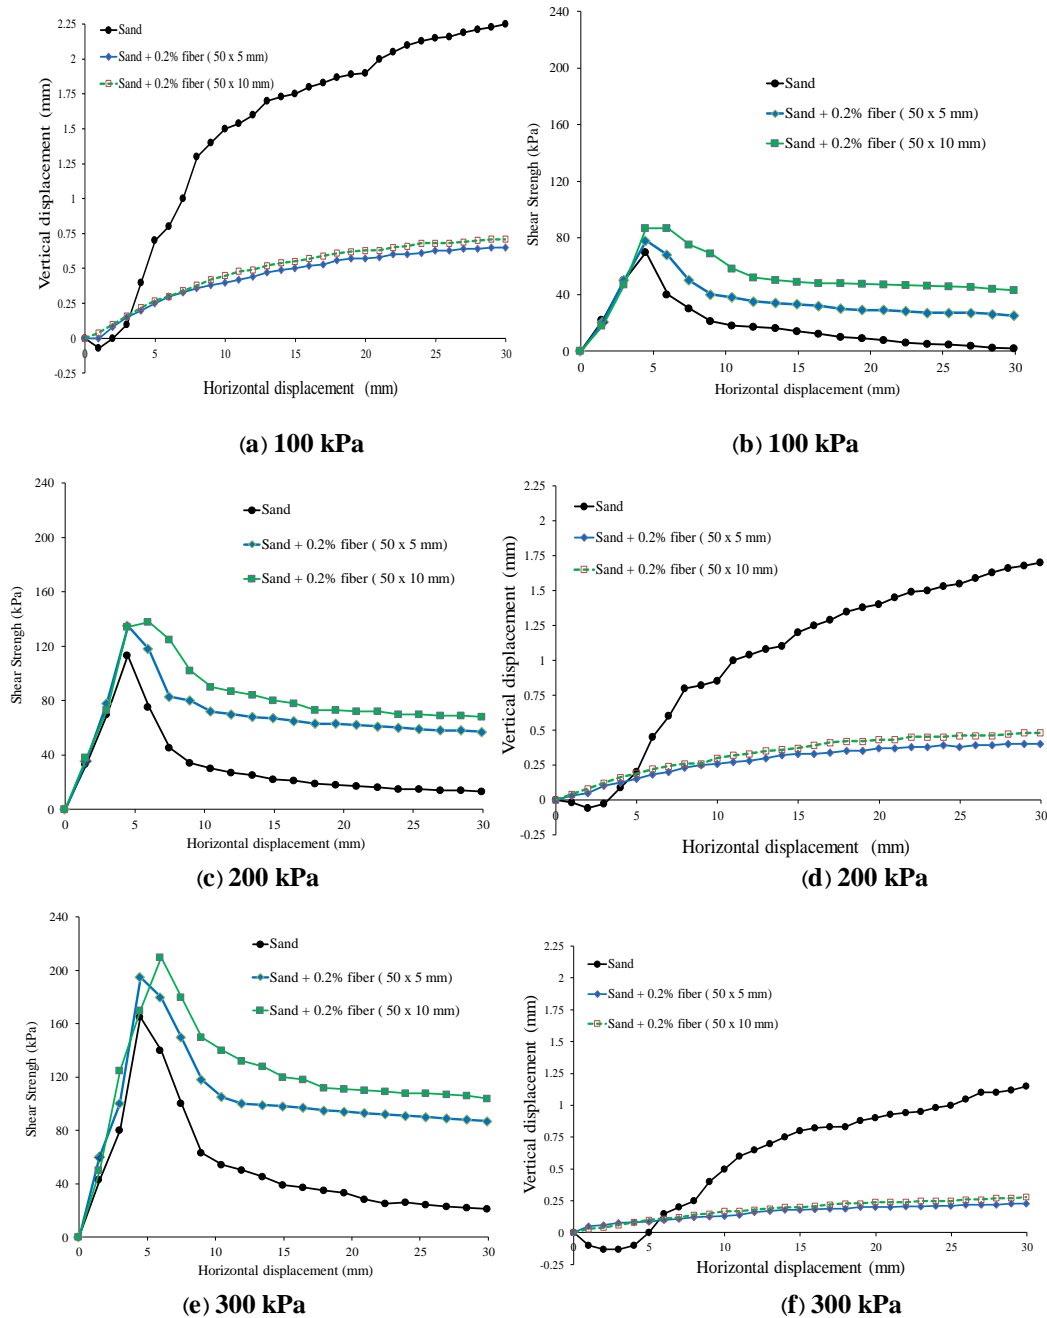 2.25
2
1.75
1.5
1.25
1
0.75
0.5
0.25
0
-0.25
Vertical displacement (mm)
Sand
Sand + 0.2% fiber ( 50 x 5 mm)
Sand + 0.2% fiber ( 50 x 10 mm)
0 5 10 15 20 25 30
Horizontal displacement (mm)
(a) 100 kPa
240
200
160
120
80
40
0
Shear Strengh (kPa)
Sand
Sand + 0.2% fiber ( 50 x 5 mm)
Sand + 0.2% fiber ( 50 x 10 mm)
0 5 10 15 20 25 30
Horizontal displacement (mm)
(b) 100 kPa
240
200
160
120
80
40
0
Shear Strengh (kPa)
Sand
Sand + 0.2% fiber ( 50 x 5 mm)
Sand + 0.2% fiber ( 50 x 10 mm)
0 5 10 15 20 25 30
Horizontal displacement (mm)
(c) 200 kPa
2.25
2
1.75
1.5
1.25
1
0.75
0.5
0.25
0
-0.25
Vertical displacement (mm)
Sand
Sand + 0.2% fiber ( 50 x 5 mm)
Sand + 0.2% fiber ( 50 x 10 mm)
0 5 10 15 20 25 30
Horizontal displacement (mm)
(d) 200 kPa
240
200
160
120
80
40
0
Shear Strengh (kPa)
Sand
Sand + 0.2% fiber ( 50 x 5 mm)
Sand + 0.2% fiber ( 50 x 10 mm)
0 5 10 15 20 25 30
Horizontal displacement (mm)
(e) 300 kPa
2.25
2
1.75
1.5
1.25
1
0.75
0.5
0.25
0
-0.25
Vertical displacement (mm)
Sand
Sand + 0.2% fiber ( 50 x 5 mm)
Sand + 0.2% fiber ( 50 x 10 mm)
0 5 10 15 20 25 30
Horizontal displacement (mm)
(f) 300 kPa